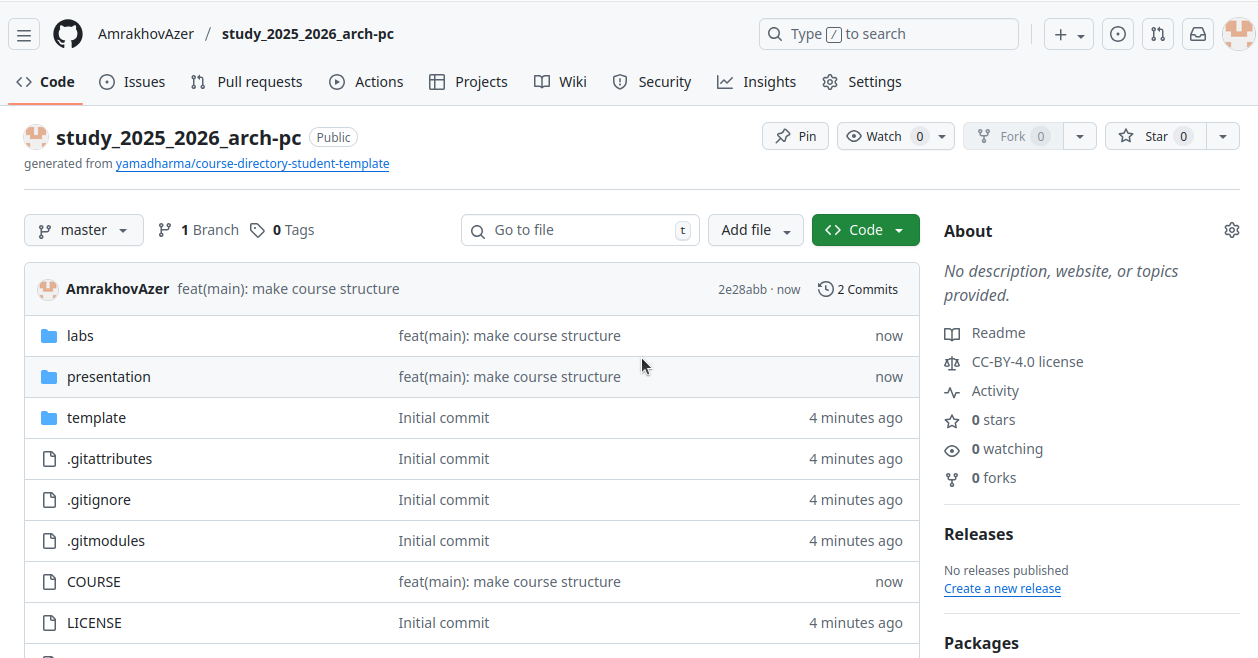 AmrakhovAzer / study_2025_2026_arch-pc Type / to search
Code Issues Pull requests Actions Projects Wiki Security Insights Settings
study_2025_2026_arch-pc Public Pin Watch 0 Fork 0 Star 0
generated from yamadharma/course-directory-student-template
master 1 Branch 0 Tags Go to file t Add file Code
AmrakhovAzer feat(main): make course structure 2e28abb · now 2 Commits
labs feat(main): make course structure now
presentation feat(main): make course structure now
template Initial commit 4 minutes ago
.gitattributes Initial commit 4 minutes ago
.gitignore Initial commit 4 minutes ago
.gitmodules Initial commit 4 minutes ago
COURSE feat(main): make course structure now
LICENSE Initial commit 4 minutes ago
About
No description, website, or topics
provided.
Readme
CC-BY-4.0 license
Activity
0 stars
0 watching
0 forks
Releases
No releases published
Create a new release
Packages